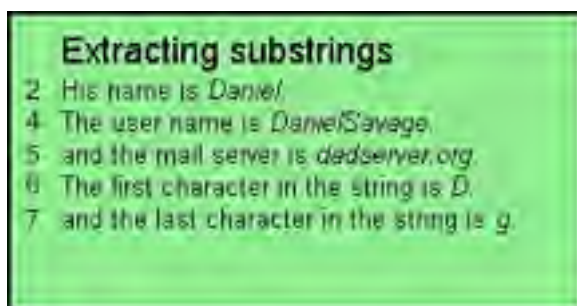 Extracting substrings
2 His name is Daniel.
4 The user name is DanielSavage.
5 and the mail server is dadserver.org.
6 The first character in the string is D.
7 and the last character in the string is g.